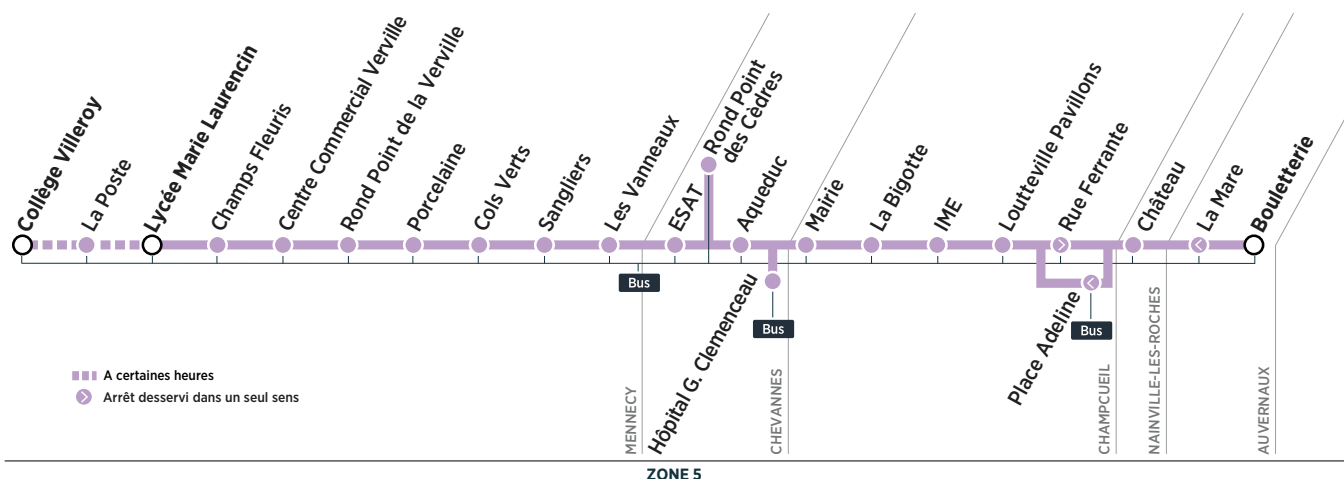 Collège Villeroy
La Poste
Lycée Marie Laurencin
Champs Fleuris
Centre Commercial Verville
Rond Point de la Verville
Porcelaine
Cols Verts
Sangliers
Les Vanneaux
ESAT
Rond Point
des Cèdres
Aqueduc
Mairie
La Bigotte
IME
Loutteville Pavillons
Rue Ferrante
Château
La Mare
Bouletterie
Bus
Hôpital G. Clemenceau
Bus
Place Adeline
Bus
A certaines heures
Arrêt desservi dans un seul sens
MENNECY
CHEVANNES
CHAMPCUEIL
NAINVILLE-LES-ROCHES
AUVERNAUX
ZONE 5